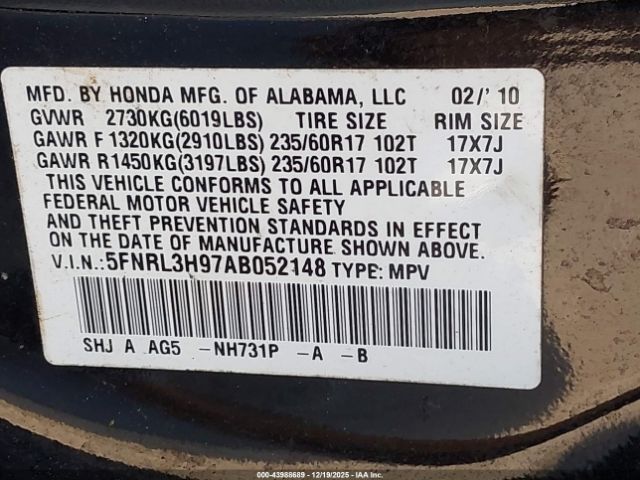 MFD. BY HONDA MFG. OF ALABAMA, LLC 02/' 10
GVWR 2730KG(6019LBS) TIRE SIZE RIM SIZE
GAWR F 1320KG(2910LBS) 235/60R17 102T 17X7J
GAWR R1450KG(3197LBS) 235/60R17 102T 17X7J
THIS VEHICLE CONFORMS TO ALL APPLICABLE
FEDERAL MOTOR VEHICLE SAFETY
AND THEFT PREVENTION STANDARDS IN EFFECT
ON THE DATE OF MANUFACTURE SHOWN ABOVE.
V.I.N.:5FNRL3H97AB052148 TYPE: MPV
SHJ A AG5 -NH731P -A -B
000-43988689 - 12/19/2025 - IAA Inc.